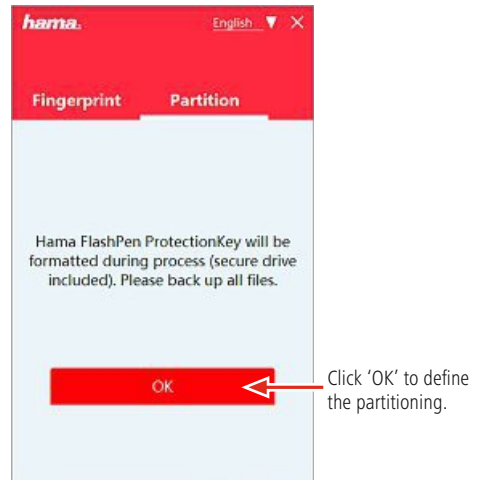 hama.
English
Fingerprint Partition
Hama FlashPen ProtectionKey will be
formatted during process (secure drive
included). Please back up all files.
OK
Click ‘OK’ to define
the partitioning.